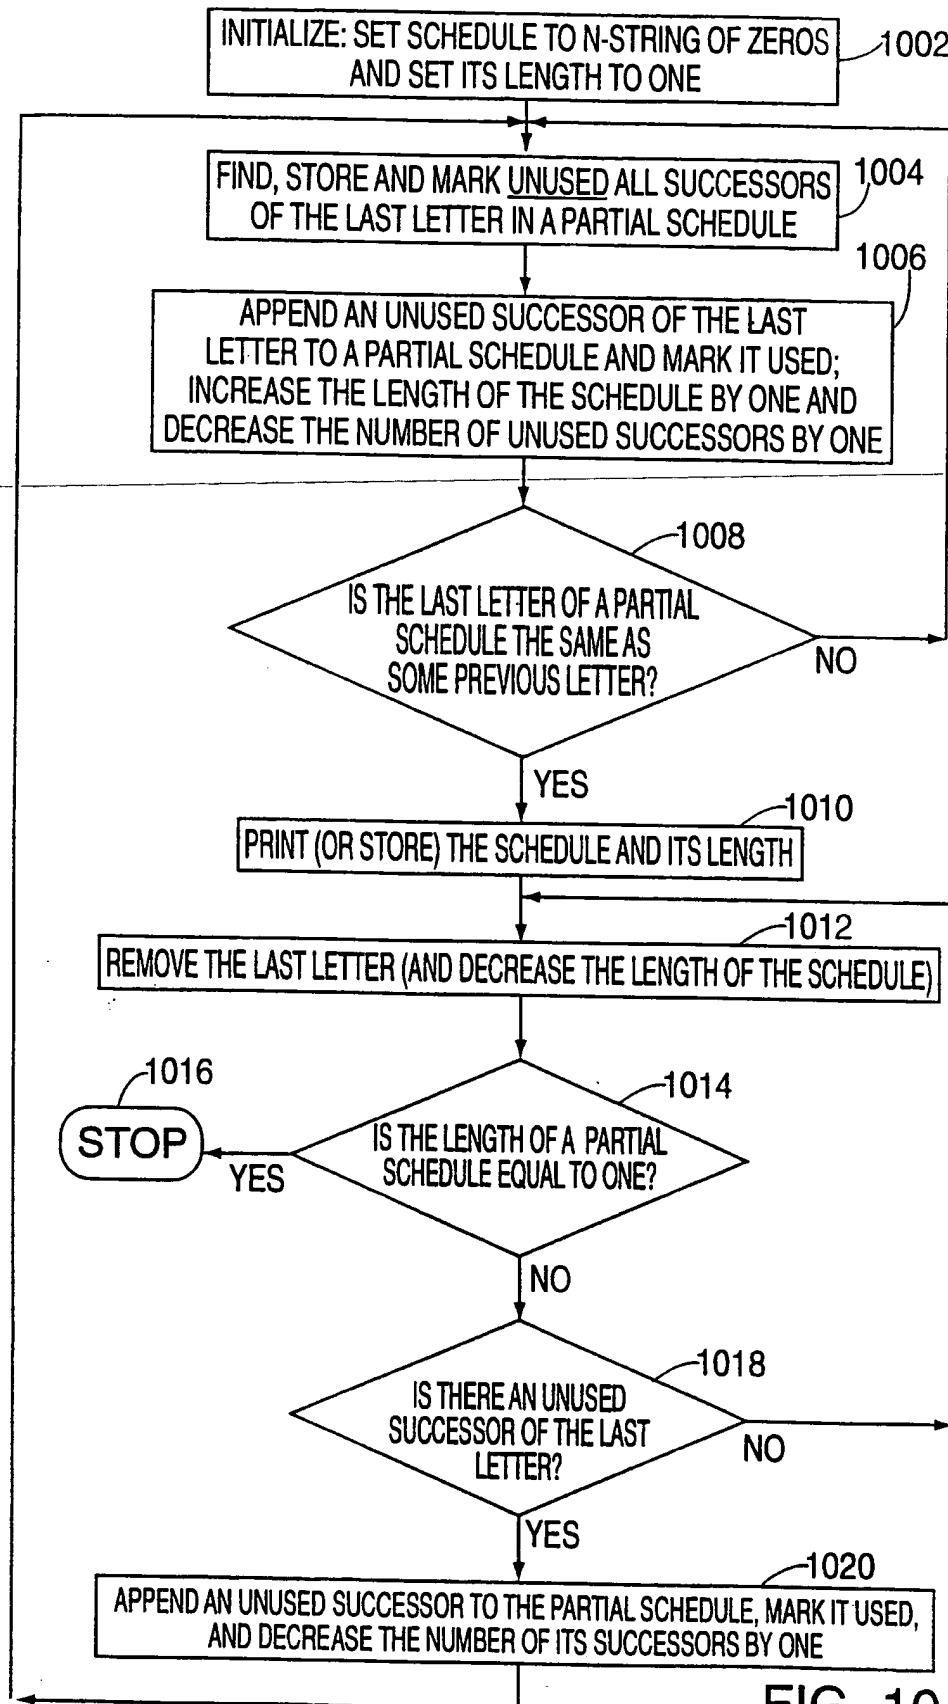 INITIALIZE: SET SCHEDULE TO N-STRING OF ZEROS
AND SET ITS LENGTH TO ONE
1002
FIND, STORE AND MARK UNUSED ALL SUCCESSORS
OF THE LAST LETTER IN A PARTIAL SCHEDULE
1004
1006
APPEND AN UNUSED SUCCESSOR OF THE LAST
LETTER TO A PARTIAL SCHEDULE AND MARK IT USED;
INCREASE THE LENGTH OF THE SCHEDULE BY ONE AND
DECREASE THE NUMBER OF UNUSED SUCCESSORS BY ONE
1008
IS THE LAST LETTER OF A PARTIAL
SCHEDULE THE SAME AS
SOME PREVIOUS LETTER?
NO
YES
1010
PRINT (OR STORE) THE SCHEDULE AND ITS LENGTH
1012
REMOVE THE LAST LETTER (AND DECREASE THE LENGTH OF THE SCHEDULE)
1016
1014
STOP
YES
IS THE LENGTH OF A PARTIAL
SCHEDULE EQUAL TO ONE?
NO
1018
IS THERE AN UNUSED
SUCCESSOR OF THE LAST
LETTER?
NO
YES
1020
APPEND AN UNUSED SUCCESSOR TO THE PARTIAL SCHEDULE, MARK IT USED,
AND DECREASE THE NUMBER OF ITS SUCCESSORS BY ONE